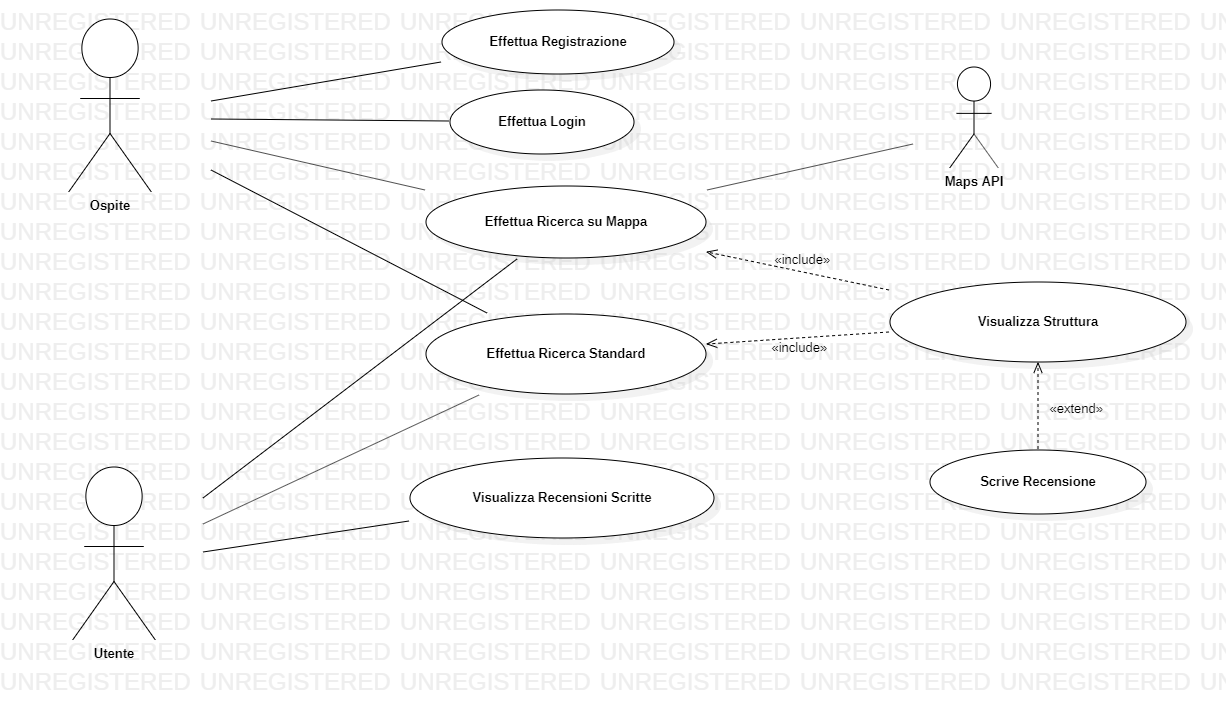 Effettua Registrazione
Effettua Login
Maps API
Ospite
Effettua Ricerca su Mappa
«include»
Visualizza Struttura
«include»
Effettua Ricerca Standard
«extend»
Scrive Recensione
Visualizza Recensioni Scritte
Utente
UNREGISTERED